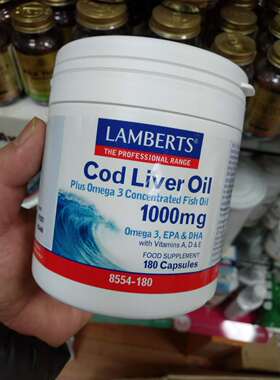 LAMBERTS®
THE PROFESSIONAL RANGE
Cod Liver Oil
Plus Omega 3 Concentrated Fish Oil
1000mg
Omega 3, EPA & DHA
with Vitamins A, D & E
FOOD SUPPLEMENT
180 Capsules
8554-180